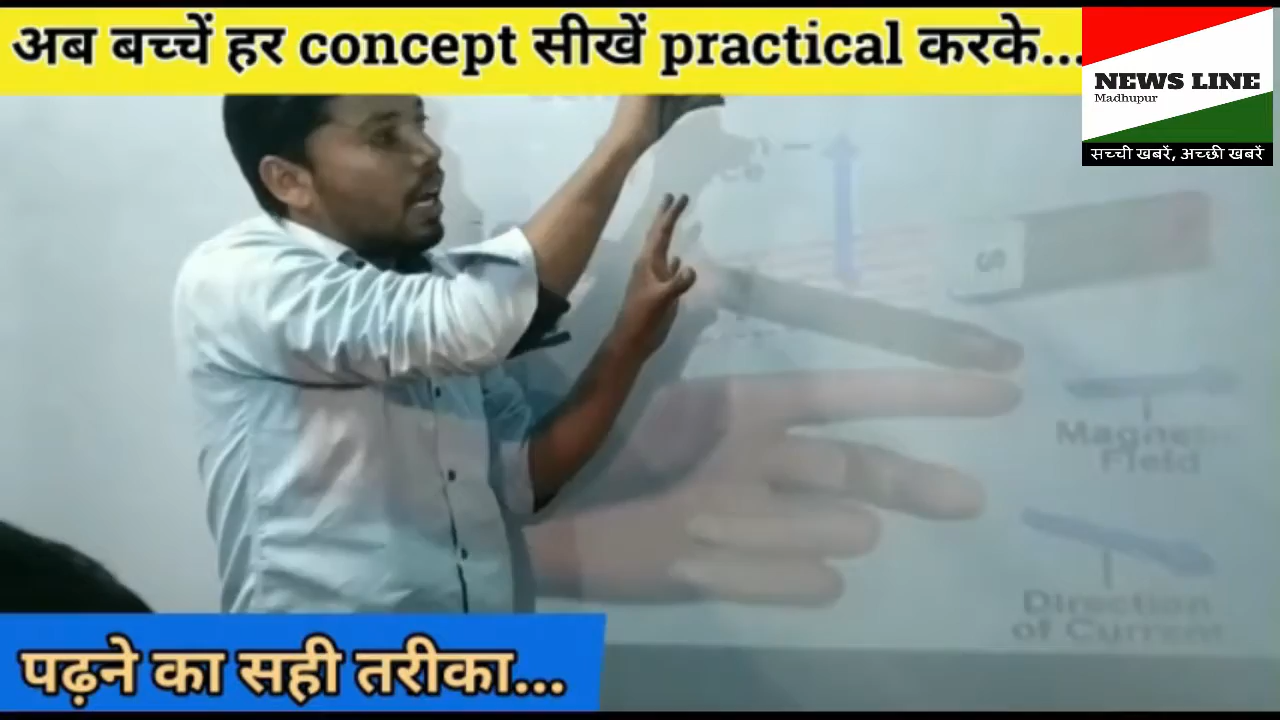 अब बच्चें हर concept सीखें practical करके...
NEWS LINE
Madhupur
सच्ची खबरें, अच्छी खबरें
S
Magnetic
Field
Direction
of Current
पढ़ने का सही तरीका...